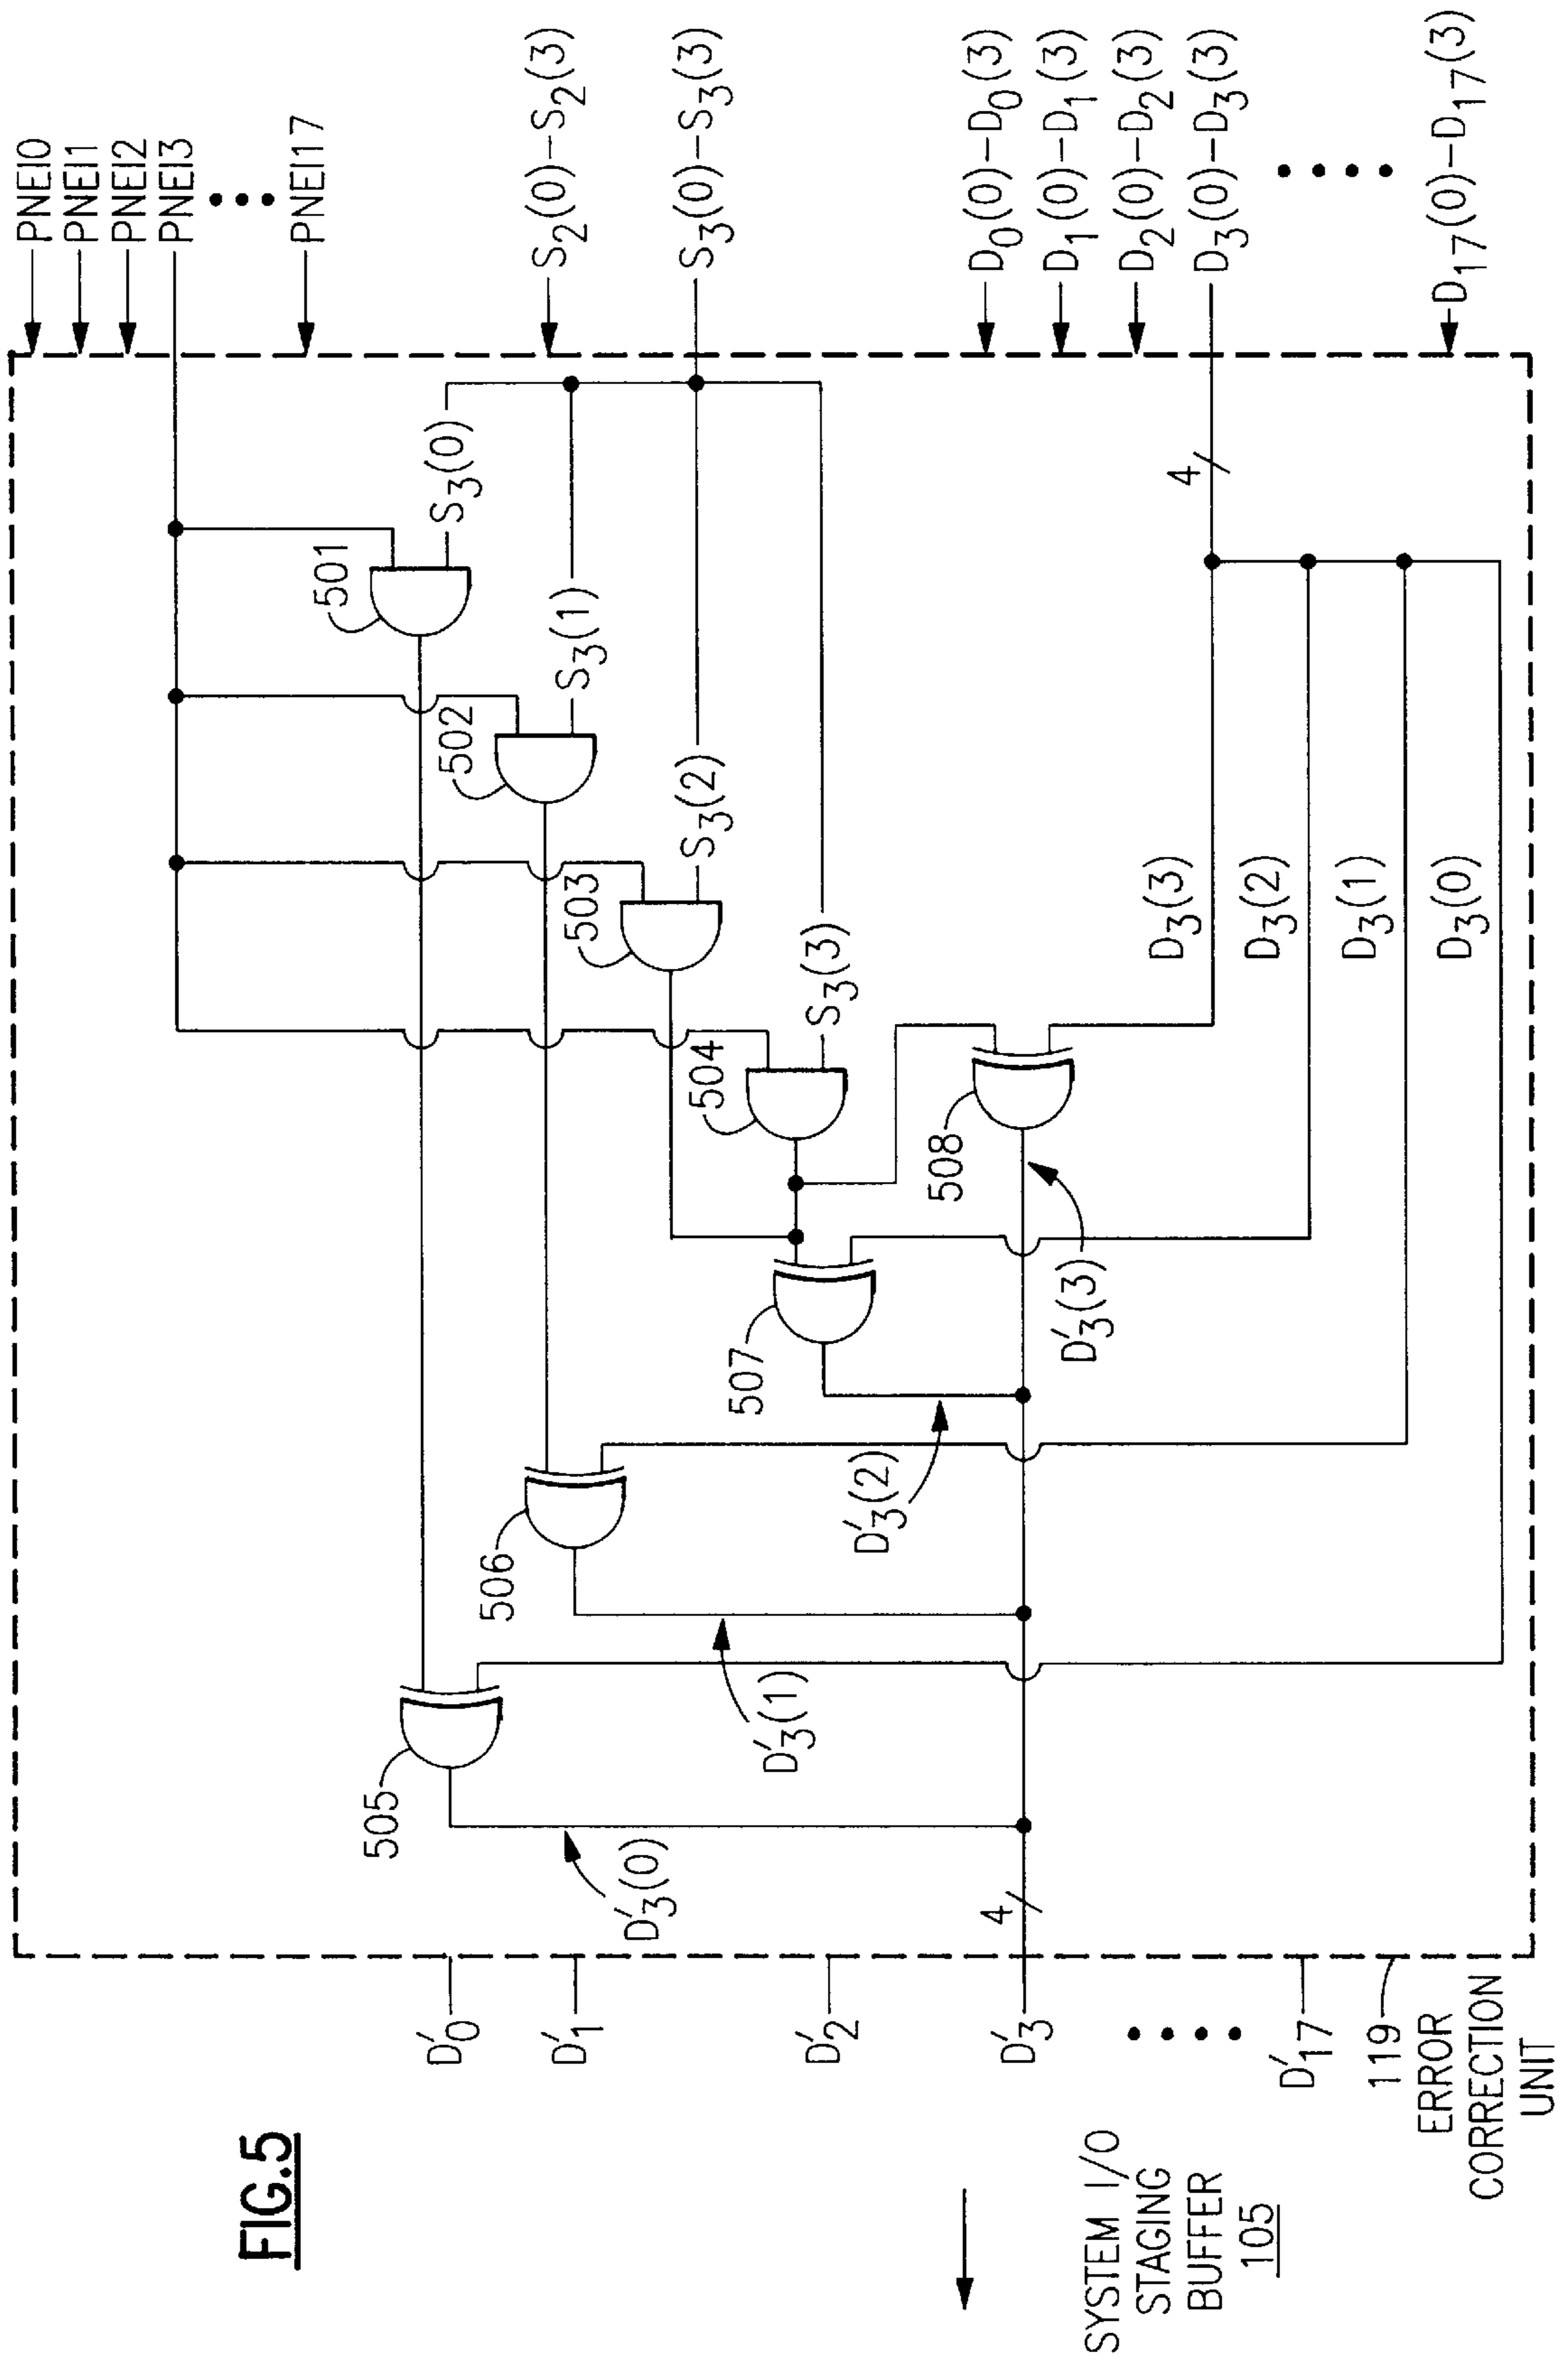 FIG.5
PNEI0
PNEI1
PNEI2
PNEI3
••• PNEI17
S₂(0)–S₂(3)
S₃(0)–S₃(3)
D₀(0)–D₀(3)
D₁(0)–D₁(3)
D₂(0)–D₂(3)
D₃(0)–D₃(3)
••••
D₁₇(0)–D₁₇(3)
501
S₃(0)
502
S₃(1)
503
S₃(2)
504
S₃(3)
4
D₃(3)
D₃(2)
D₃(1)
D₃(0)
508
D′₃(3)
507
D′₃(2)
506
D′₃(1)
505
D′₃(0)
4
D′₀
D′₁
D′₂
D′₃
••••
D′₁₇
119
ERROR
CORRECTION
UNIT
SYSTEM I/O
STAGING
BUFFER
105